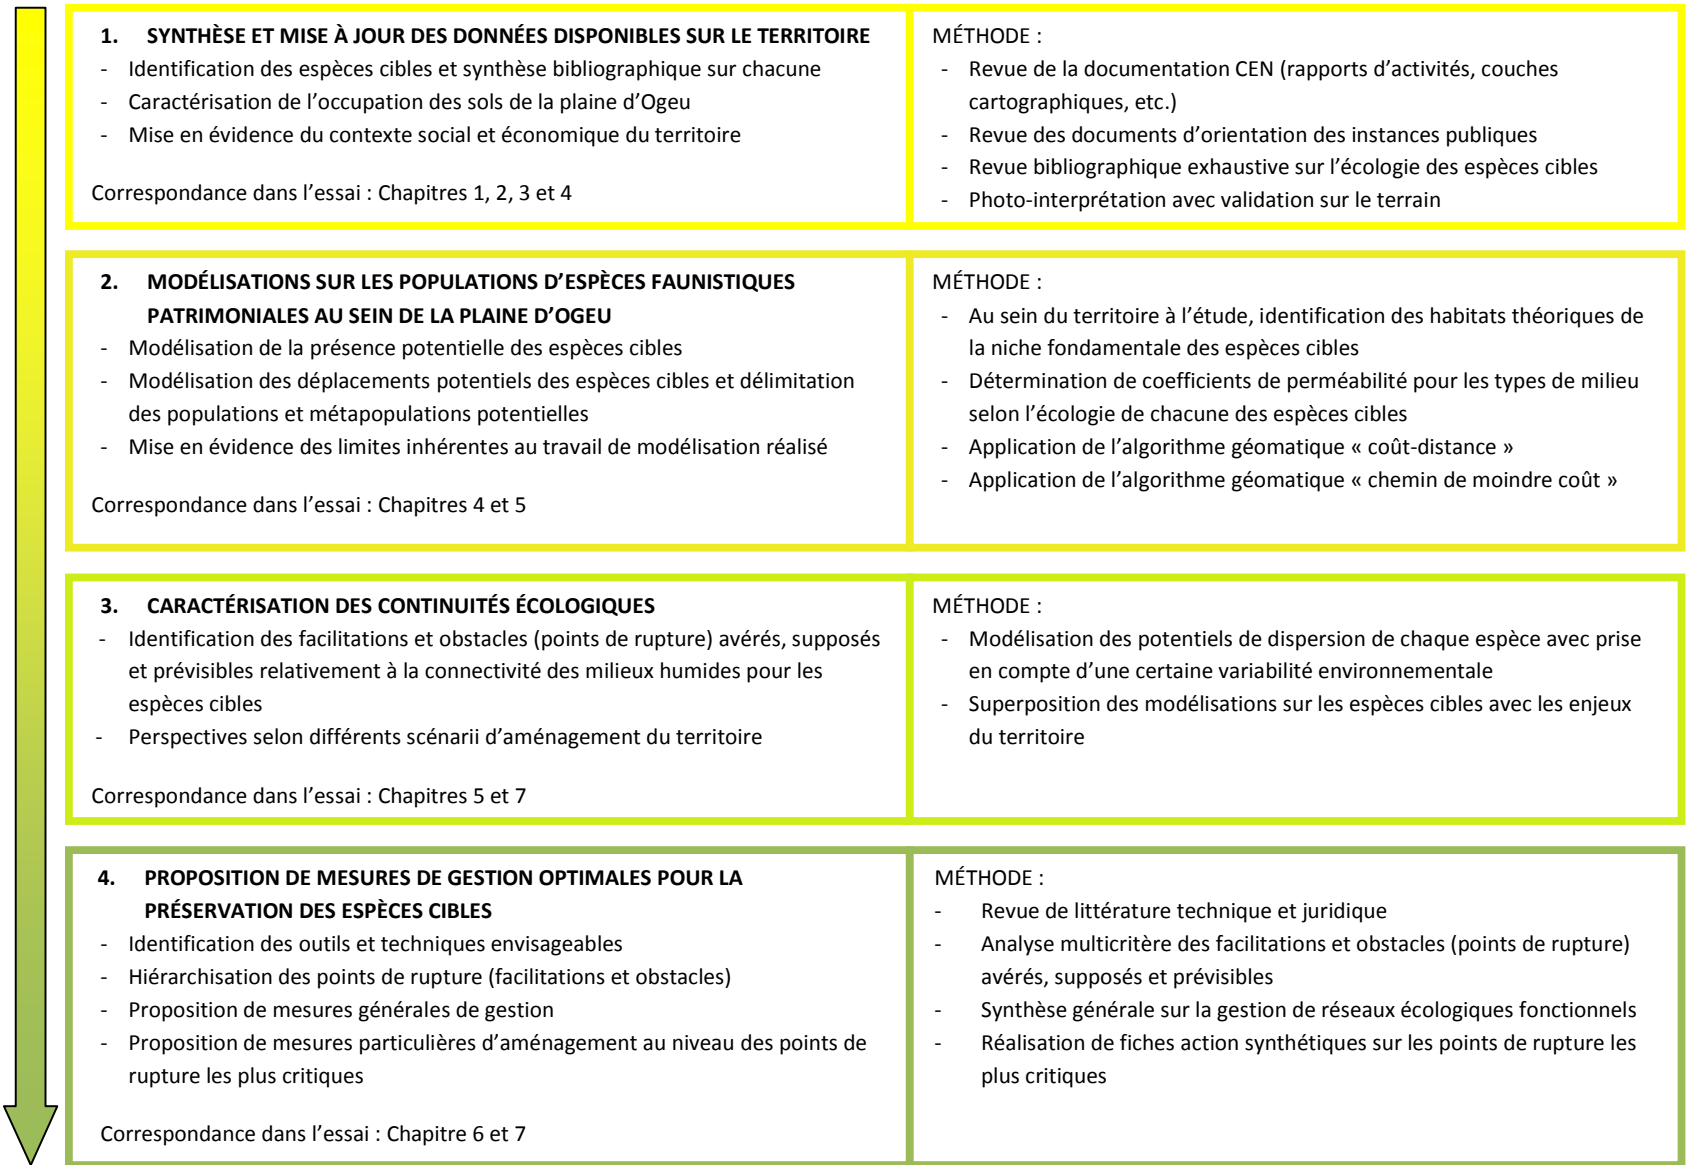 1. SYNTHÈSE ET MISE À JOUR DES DONNÉES DISPONIBLES SUR LE TERRITOIRE
- Identification des espèces cibles et synthèse bibliographique sur chacune
- Caractérisation de l’occupation des sols de la plaine d’Ogeu
- Mise en évidence du contexte social et économique du territoire
Correspondance dans l’essai : Chapitres 1, 2, 3 et 4
MÉTHODE :
- Revue de la documentation CEN (rapports d’activités, couches
cartographiques, etc.)
- Revue des documents d’orientation des instances publiques
- Revue bibliographique exhaustive sur l’écologie des espèces cibles
- Photo-interprétation avec validation sur le terrain
2. MODÉLISATIONS SUR LES POPULATIONS D’ESPÈCES FAUNISTIQUES
PATRIMONIALES AU SEIN DE LA PLAINE D’OGEU
- Modélisation de la présence potentielle des espèces cibles
- Modélisation des déplacements potentiels des espèces cibles et délimitation
des populations et métapopulations potentielles
- Mise en évidence des limites inhérentes au travail de modélisation réalisé
Correspondance dans l’essai : Chapitres 4 et 5
MÉTHODE :
- Au sein du territoire à l’étude, identification des habitats théoriques de
la niche fondamentale des espèces cibles
- Détermination de coefficients de perméabilité pour les types de milieu
selon l’écologie de chacune des espèces cibles
- Application de l’algorithme géomatique « coût-distance »
- Application de l’algorithme géomatique « chemin de moindre coût »
3. CARACTÉRISATION DES CONTINUITÉS ÉCOLOGIQUES
- Identification des facilitations et obstacles (points de rupture) avérés, supposés
et prévisibles relativement à la connectivité des milieux humides pour les
espèces cibles
- Perspectives selon différents scénarii d’aménagement du territoire
Correspondance dans l’essai : Chapitres 5 et 7
MÉTHODE :
- Modélisation des potentiels de dispersion de chaque espèce avec prise
en compte d’une certaine variabilité environnementale
- Superposition des modélisations sur les espèces cibles avec les enjeux
du territoire
4. PROPOSITION DE MESURES DE GESTION OPTIMALES POUR LA
PRÉSERVATION DES ESPÈCES CIBLES
- Identification des outils et techniques envisageables
- Hiérarchisation des points de rupture (facilitations et obstacles)
- Proposition de mesures générales de gestion
- Proposition de mesures particulières d’aménagement au niveau des points de
rupture les plus critiques
Correspondance dans l’essai : Chapitre 6 et 7
MÉTHODE :
- Revue de littérature technique et juridique
- Analyse multicritère des facilitations et obstacles (points de rupture)
avérés, supposés et prévisibles
- Synthèse générale sur la gestion de réseaux écologiques fonctionnels
- Réalisation de fiches action synthétiques sur les points de rupture les
plus critiques